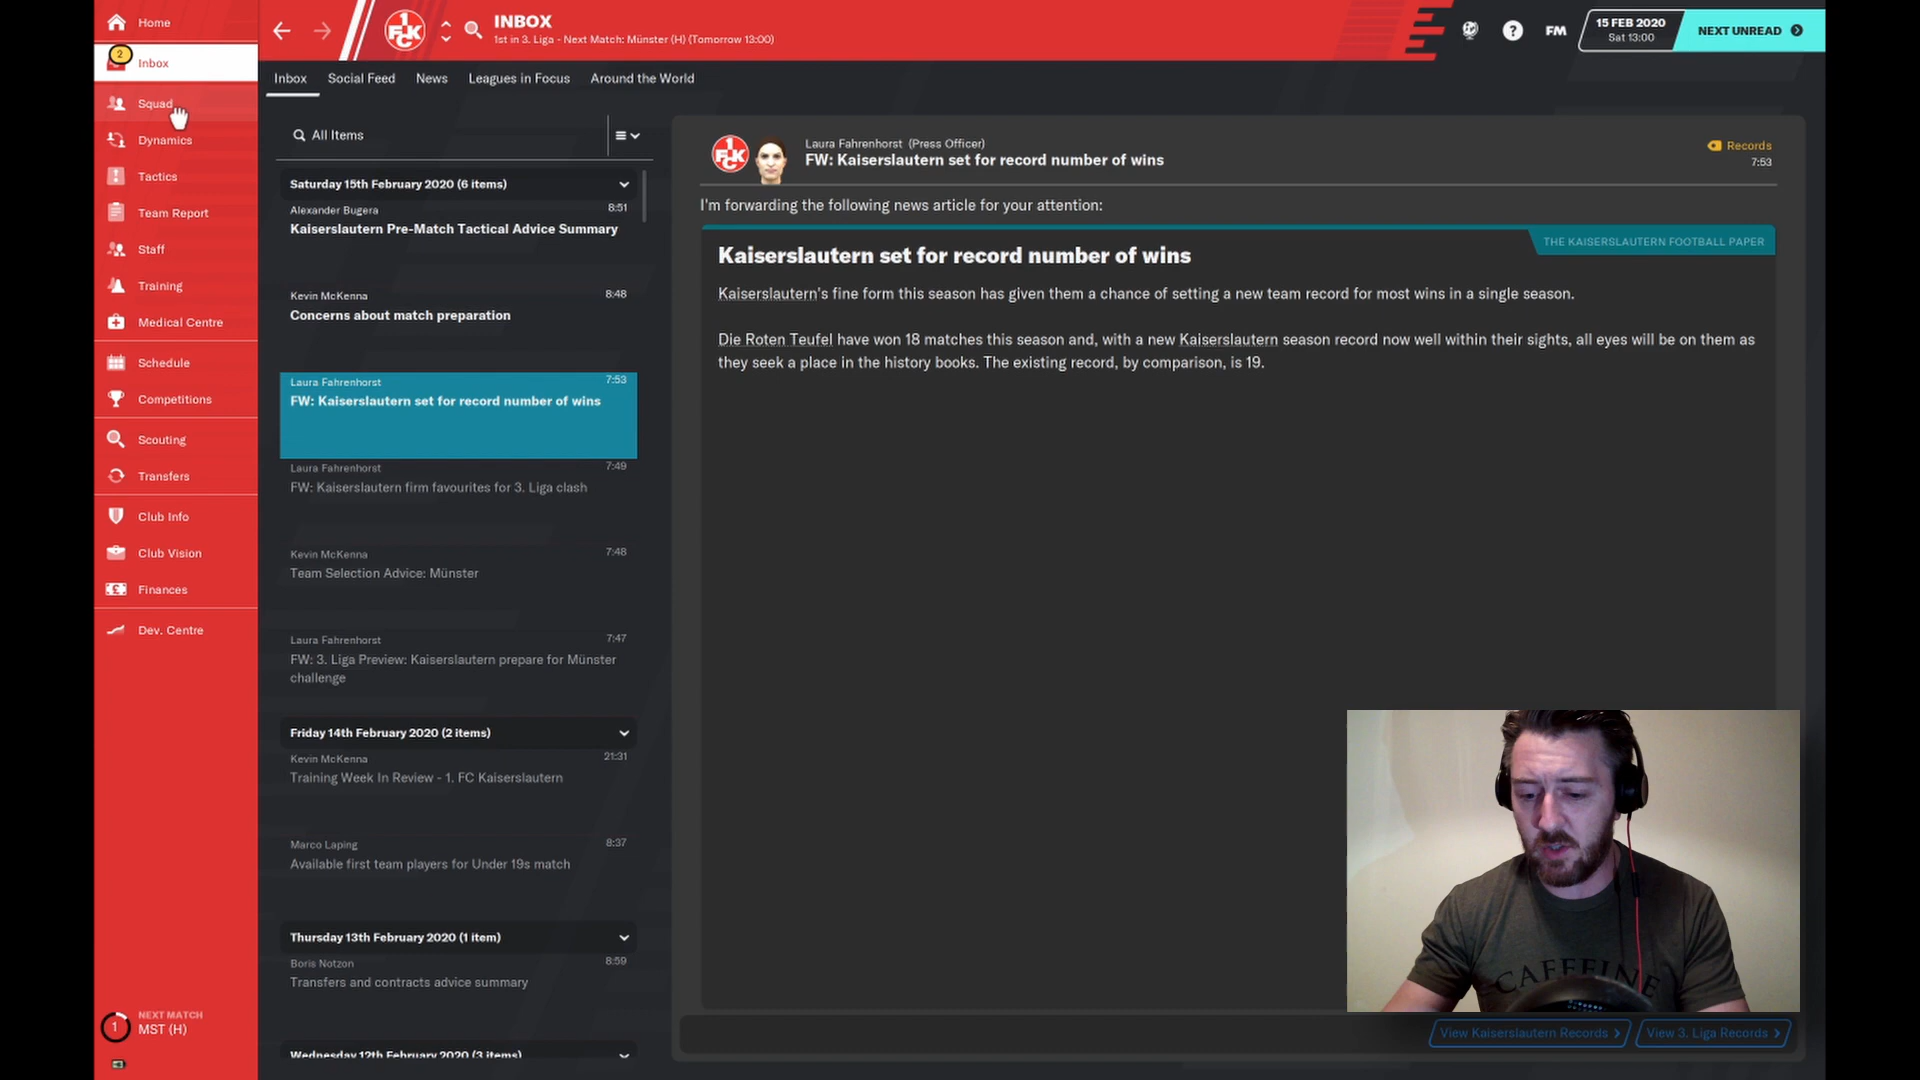 Home
2
Inbox
Squad
Dynamics
Tactics
Team Report
Staff
Training
Medical Centre
Schedule
Competitions
Scouting
Transfers
Club Info
Club Vision
Finances
Dev. Centre
1
NEXT MATCH
MST (H)
1
FCK
INBOX
1st in 3. Liga - Next Match: Münster (H) (Tomorrow 13:00)
?
FM
15 FEB 2020
Sat 13:00
NEXT UNREAD
Inbox Social Feed News Leagues in Focus Around the World
All Items
Saturday 15th February 2020 (6 items)
Alexander Bugera 8:51
Kaiserslautern Pre-Match Tactical Advice Summary
Kevin McKenna 8:48
Concerns about match preparation
Laura Fahrenhorst 7:53
FW: Kaiserslautern set for record number of wins
Laura Fahrenhorst 7:49
FW: Kaiserslautern firm favourites for 3. Liga clash
Kevin McKenna 7:48
Team Selection Advice: Münster
Laura Fahrenhorst 7:47
FW: 3. Liga Preview: Kaiserslautern prepare for Münster
challenge
Friday 14th February 2020 (2 items)
Kevin McKenna 21:31
Training Week In Review - 1. FC Kaiserslautern
Marco Laping 8:37
Available first team players for Under 19s match
Thursday 13th February 2020 (1 item)
Boris Notzon 8:59
Transfers and contracts advice summary
Wednesday 12th February 2020 (3 items)
1
FCK
Laura Fahrenhorst (Press Officer)
FW: Kaiserslautern set for record number of wins
Records
7:53
I'm forwarding the following news article for your attention:
THE KAISERSLAUTERN FOOTBALL PAPER
Kaiserslautern set for record number of wins
Kaiserslautern's fine form this season has given them a chance of setting a new team record for most wins in a single season.
Die Roten Teufel have won 18 matches this season and, with a new Kaiserslautern season record now well within their sights, all eyes will be on them as
they seek a place in the history books. The existing record, by comparison, is 19.
CAFFEINE
View Kaiserslautern Records
View 3. Liga Records